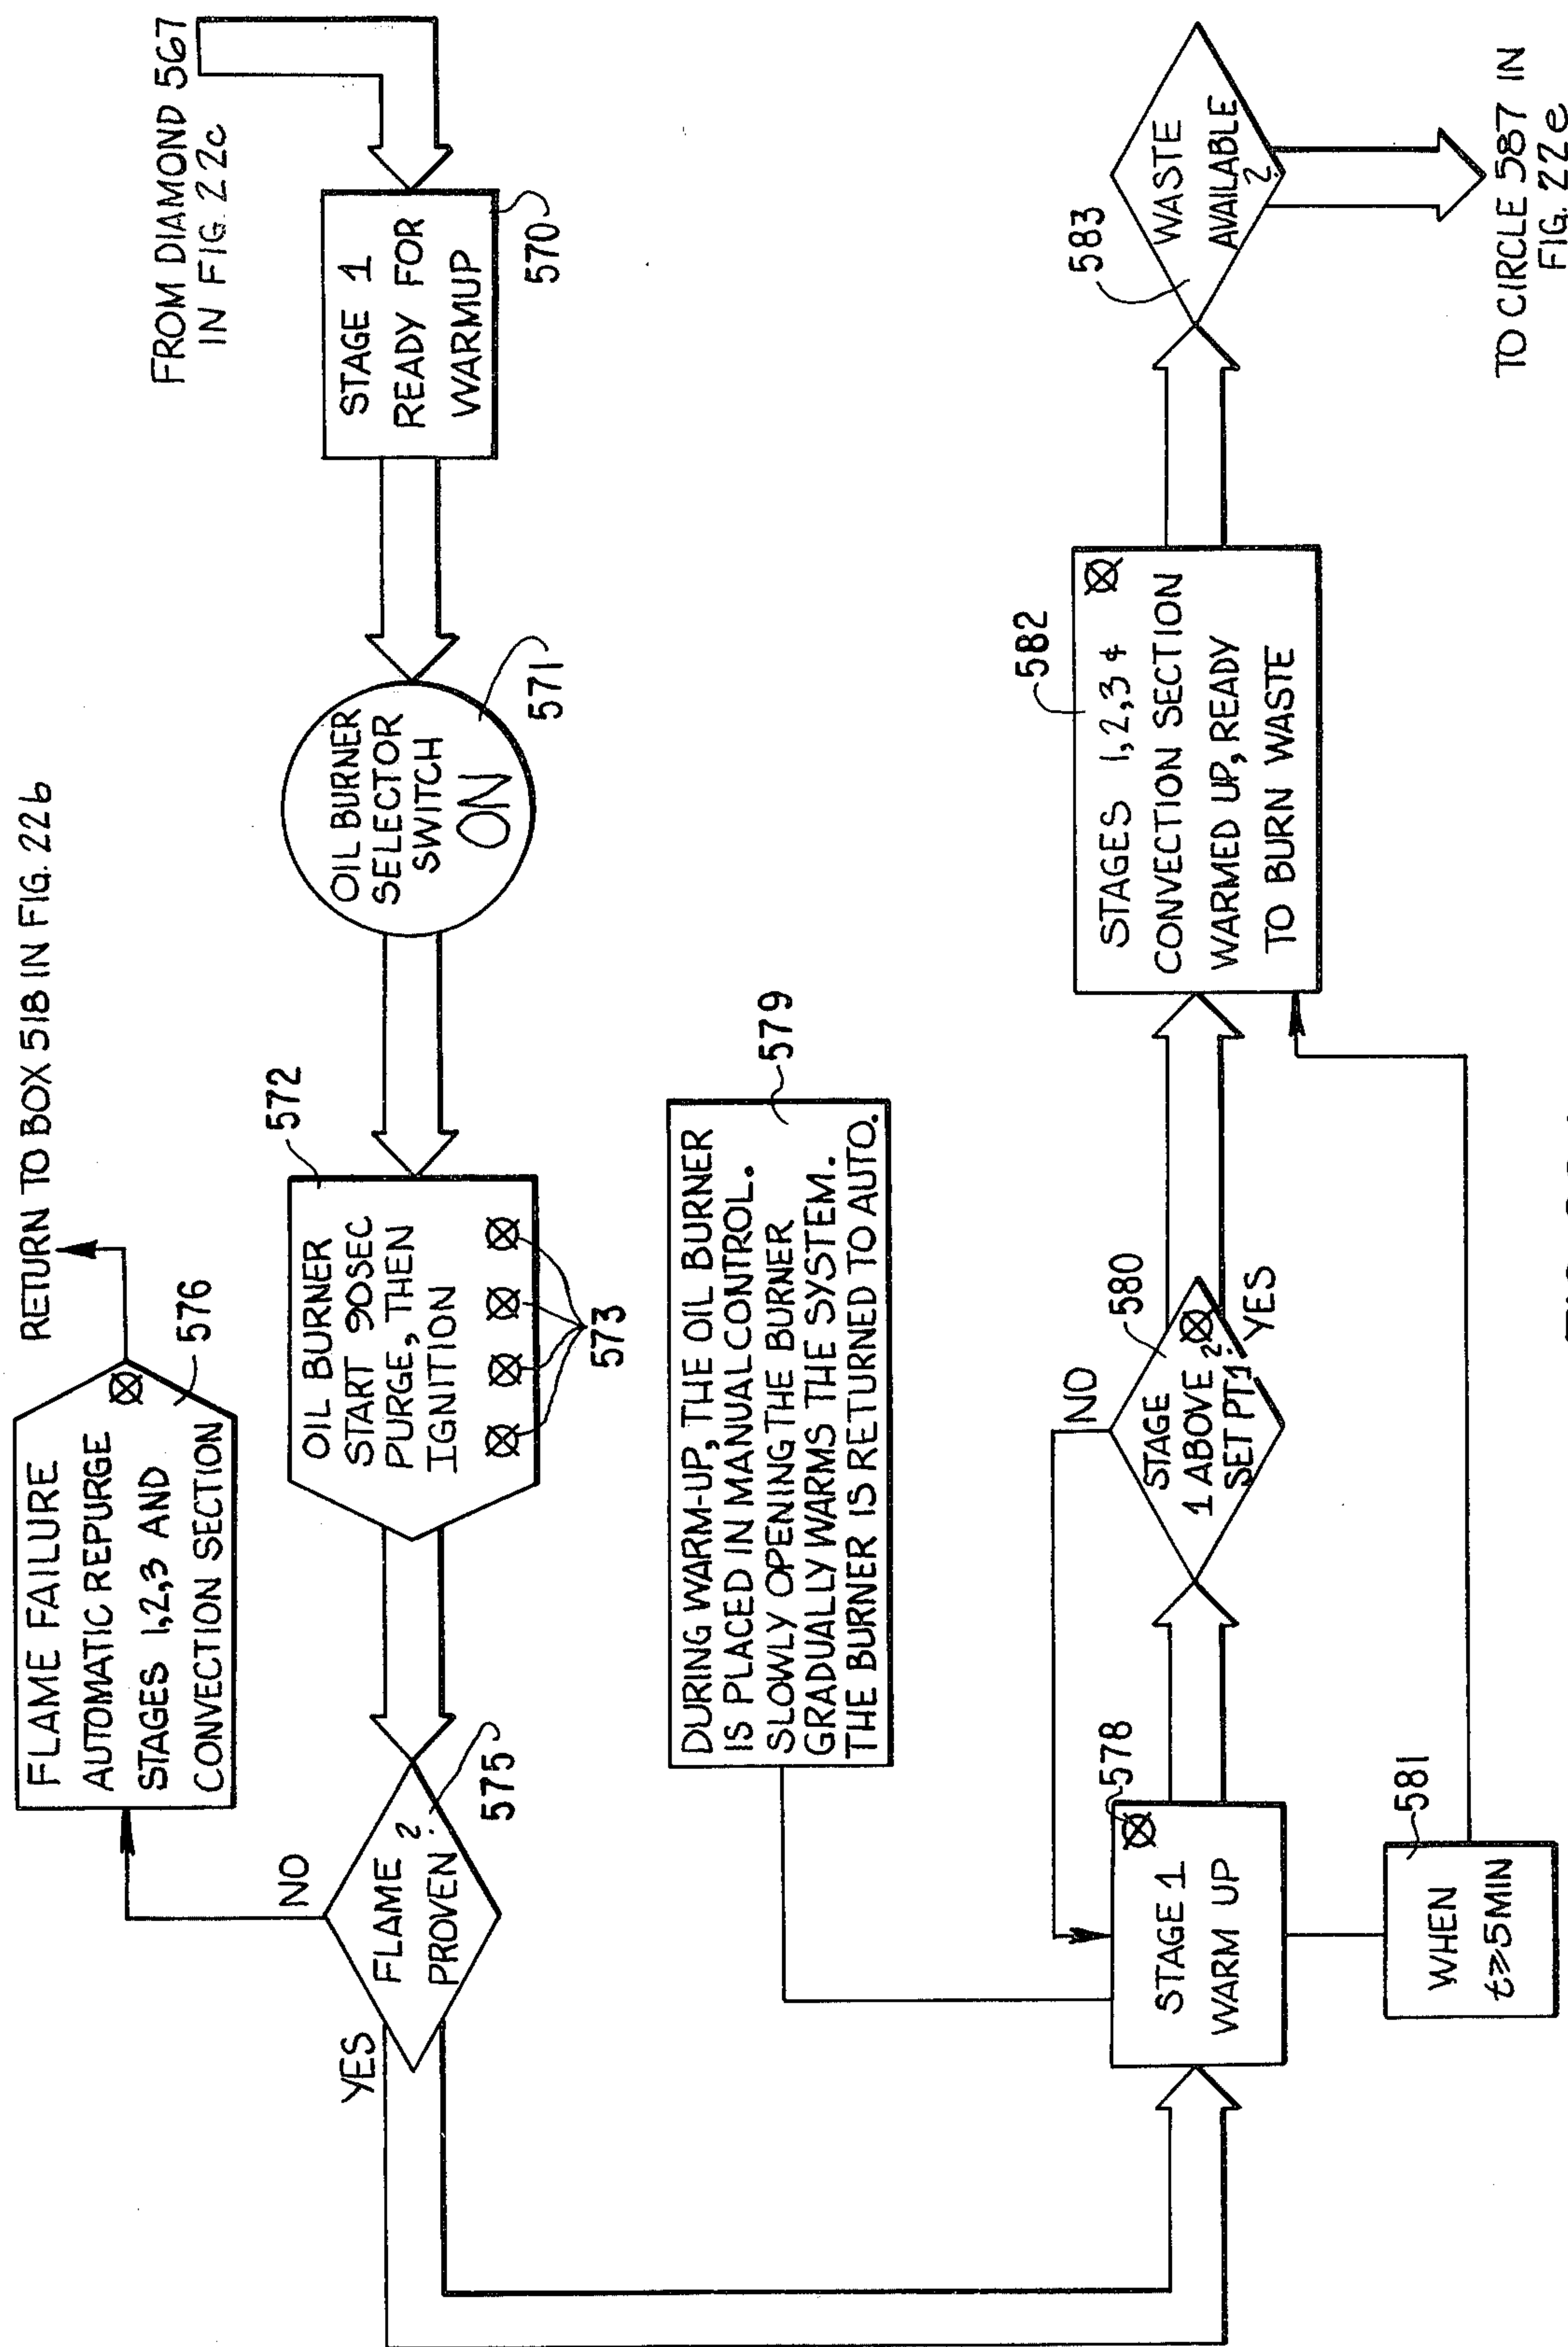 FROM DIAMOND 567
IN FIG. 22c
STAGE 1
READY FOR
WARMUP
570
OIL BURNER
SELECTOR
SWITCH
ON
571
572
OIL BURNER
START 90SEC
PURGE, THEN
IGNITION
573
FLAME
PROVEN ?
575
NO
YES
RETURN TO BOX 518 IN FIG. 22b
FLAME FAILURE
AUTOMATIC REPURGE
STAGES 1,2,3 AND
CONVECTION SECTION
576
DURING WARM-UP, THE OIL BURNER
IS PLACED IN MANUAL CONTROL.
SLOWLY OPENING THE BURNER
GRADUALLY WARMS THE SYSTEM.
THE BURNER IS RETURNED TO AUTO.
579
STAGE 1
WARM UP
578
WHEN
t≥5MIN
581
STAGE
1 ABOVE
SET PT1?
580
NO
YES
STAGES 1,2,3 ¢
CONVECTION SECTION
WARMED UP, READY
TO BURN WASTE
582
WASTE
AVAILABLE
?
583
TO CIRCLE 587 IN
FIG. 22e